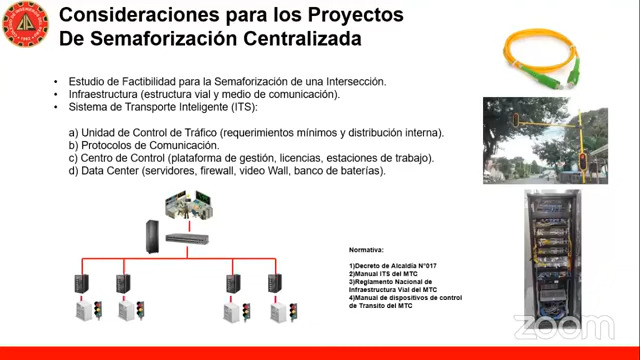 Consideraciones para los Proyectos
De Semaforización Centralizada
• Estudio de Factibilidad para la Semaforización de una Intersección.
• Infraestructura (estructura vial y medio de comunicación).
• Sistema de Transporte Inteligente (ITS):
a) Unidad de Control de Tráfico (requerimientos mínimos y distribución interna).
b) Protocolos de Comunicación.
c) Centro de Control (plataforma de gestión, licencias, estaciones de trabajo).
d) Data Center (servidores, firewall, video Wall, banco de baterías).
Normativa:
1)Decreto de Alcaldía N°017
2)Manual ITS del MTC
3)Reglamento Nacional de
Infraestructura Vial del MTC
4)Manual de dispositivos de control
de Transito del MTC
zoom